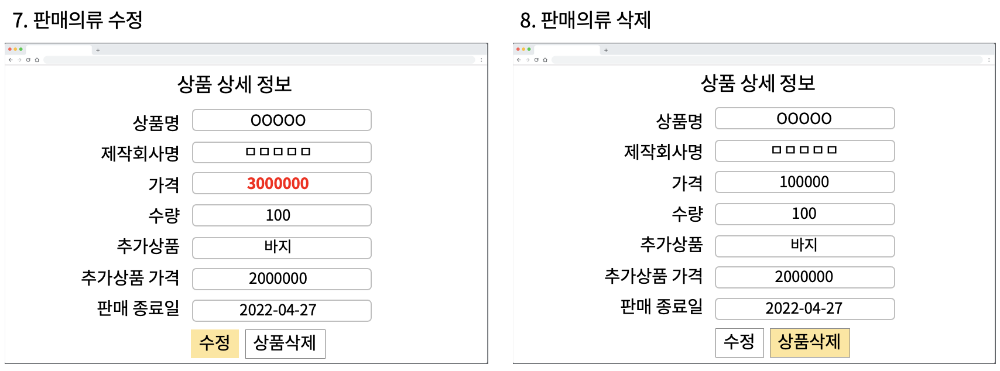 7. 판매의류 수정
상품 상세 정보
상품명 OOOOO
제작회사명 ㅁㅁㅁㅁㅁ
가격 3000000
수량 100
추가상품 바지
추가상품 가격 2000000
판매 종료일 2022-04-27
수정 상품삭제
8. 판매의류 삭제
상품 상세 정보
상품명 OOOOO
제작회사명 ㅁㅁㅁㅁㅁ
가격 100000
수량 100
추가상품 바지
추가상품 가격 2000000
판매 종료일 2022-04-27
수정 상품삭제